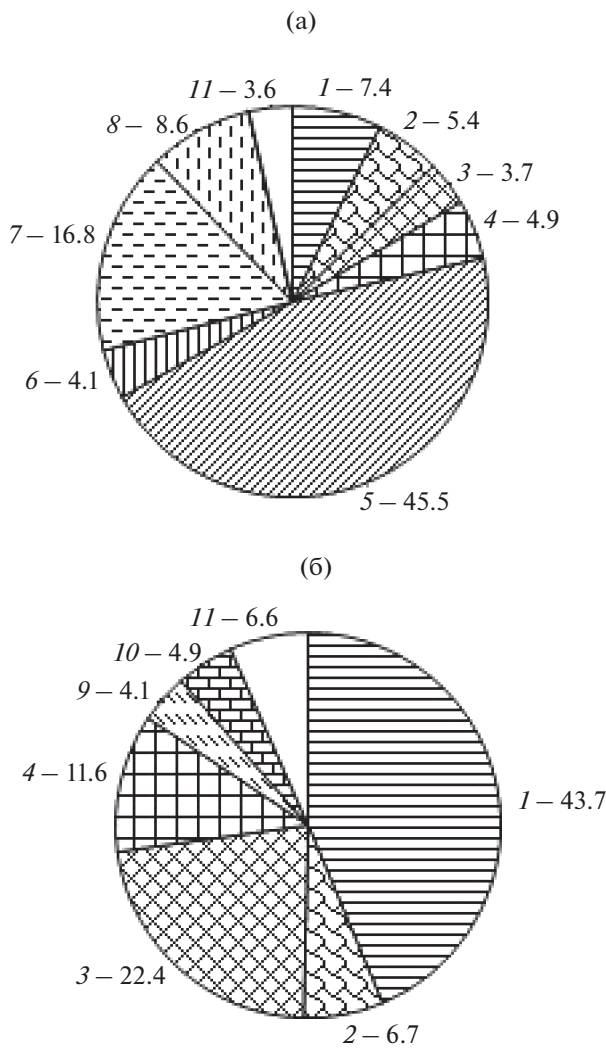 (а)
11 – 3.6
1 – 7.4
8 – 8.6
2 – 5.4
3 – 3.7
4 – 4.9
7 – 16.8
6 – 4.1
5 – 45.5
(б)
11 – 6.6
10 – 4.9
9 – 4.1
4 – 11.6
1 – 43.7
3 – 22.4
2 – 6.7